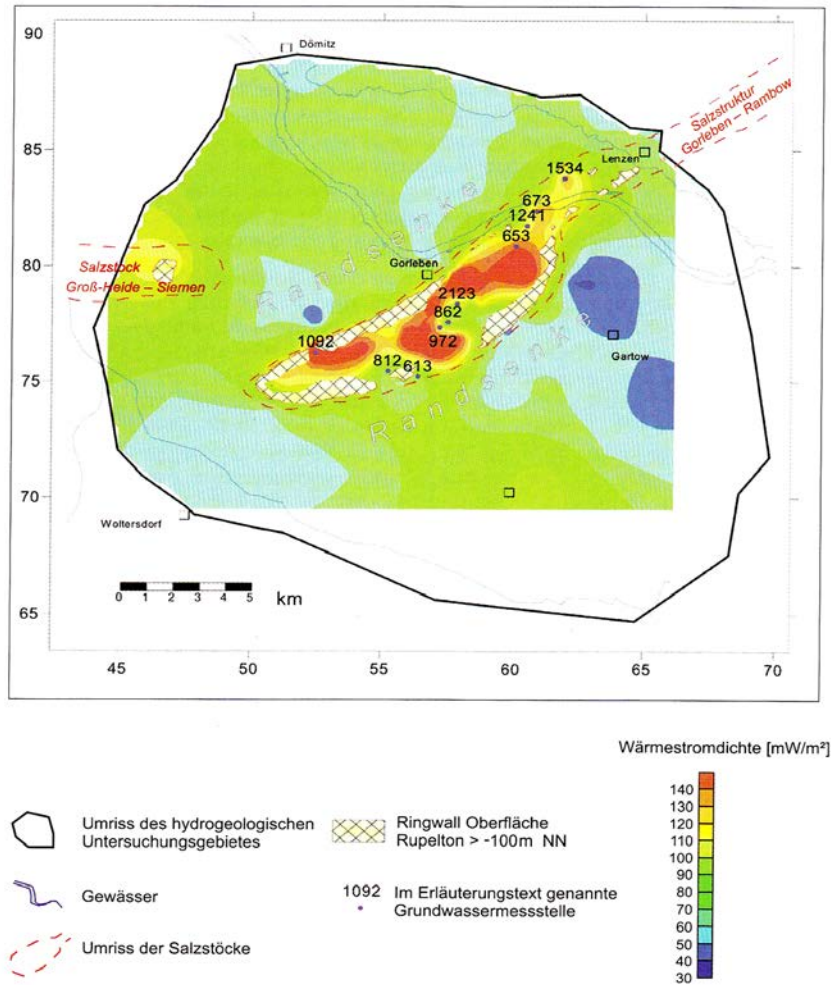 90
Dömitz
85
Lenzen
Salzstruktur
Gorleben – Rambow
1534
673
1241
653
Randsenke
80
Salzstock
Groß-Heide – Siemen
Gorleben
2123
862
972
1092
812
613
Randsenke
Gartow
75
70
Woltersdorf
0 1 2 3 4 5 km
65
45 50 55 60 65 70
Wärmestromdichte [mW/m²]
140
130
120
110
100
90
80
70
60
50
40
30
Umriss des hydrogeologischen
Untersuchungsgebietes
Gewässer
Umriss der Salzstöcke
Ringwall Oberfläche
Rupelton > -100m NN
1092 Im Erläuterungstext genannte
Grundwassermessstelle